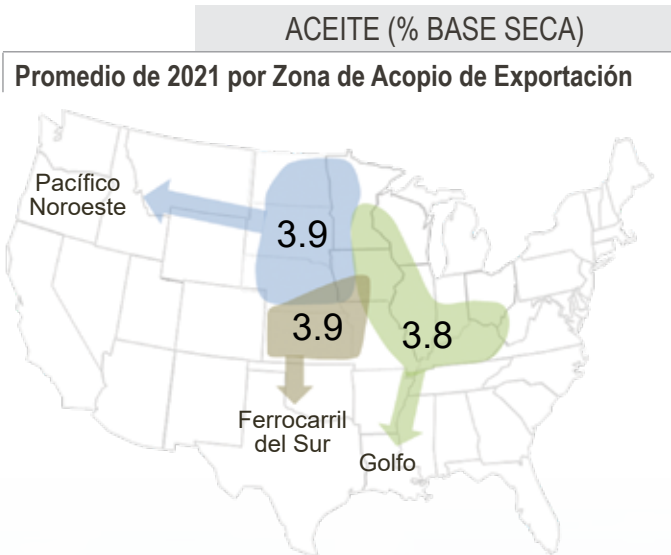 ACEITE (% BASE SECA)
Promedio de 2021 por Zona de Acopio de Exportación
Pacífico
Noroeste
3.9
3.9
3.8
Ferrocarril
del Sur
Golfo